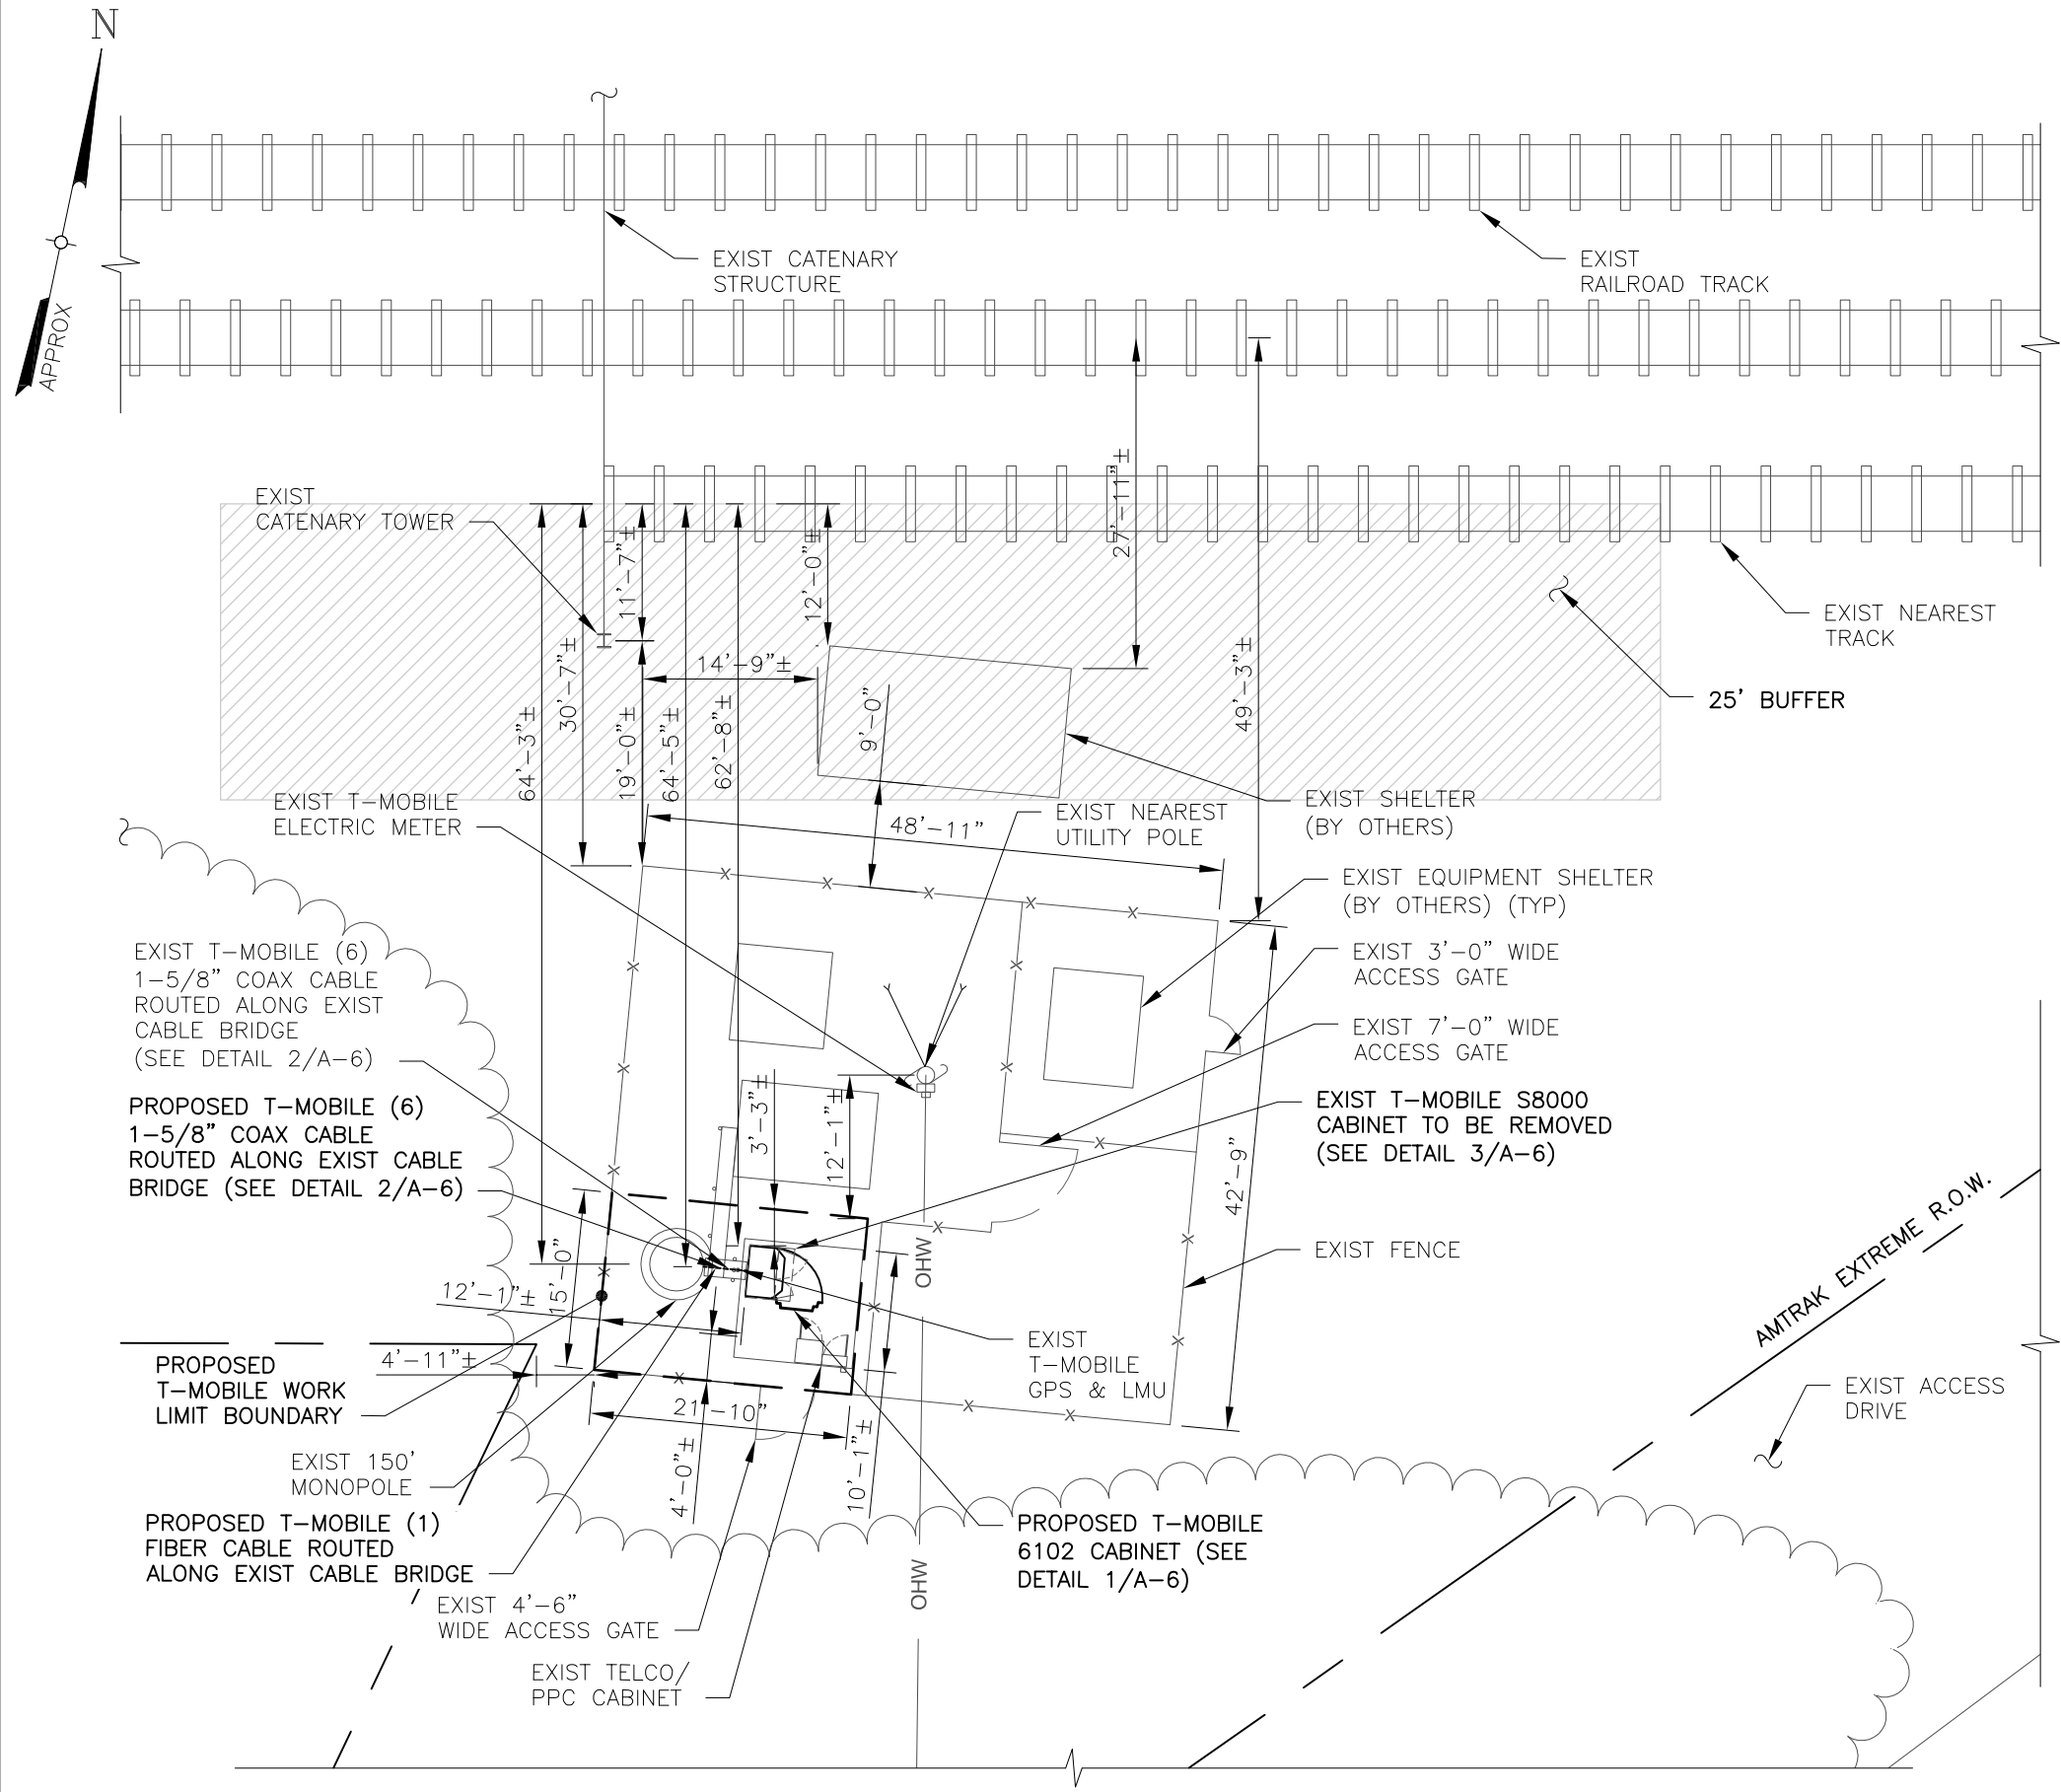 N
APPROX
EXIST CATENARY
STRUCTURE
EXIST
RAILROAD TRACK
EXIST
CATENARY TOWER
11'-7"±
12'-0"±
27'-11"±
EXIST NEAREST
TRACK
25' BUFFER
64'-3"±
30'-7"±
19'-0"±
64'-5"±
62'-8"±
14'-9"±
9'-0"
49'-3"±
EXIST T-MOBILE
ELECTRIC METER
48'-11"
EXIST NEAREST
UTILITY POLE
EXIST SHELTER
(BY OTHERS)
EXIST EQUIPMENT SHELTER
(BY OTHERS) (TYP)
EXIST 3'-0" WIDE
ACCESS GATE
EXIST 7'-0" WIDE
ACCESS GATE
EXIST T-MOBILE (6)
1-5/8" COAX CABLE
ROUTED ALONG EXIST
CABLE BRIDGE
(SEE DETAIL 2/A-6)
PROPOSED T-MOBILE (6)
1-5/8" COAX CABLE
ROUTED ALONG EXIST CABLE
BRIDGE (SEE DETAIL 2/A-6)
3'-3"±
12'-1"±
EXIST T-MOBILE S8000
CABINET TO BE REMOVED
(SEE DETAIL 3/A-6)
42'-9"
EXIST FENCE
AMTRAK EXTREME R.O.W.
OHW
15'-0"
12'-1"±
4'-11"±
PROPOSED
T-MOBILE WORK
LIMIT BOUNDARY
EXIST
T-MOBILE
GPS & LMU
EXIST ACCESS
DRIVE
21'-10"
4'-0"±
10'-1"±
EXIST 150'
MONOPOLE
PROPOSED T-MOBILE (1)
FIBER CABLE ROUTED
ALONG EXIST CABLE BRIDGE
PROPOSED T-MOBILE
6102 CABINET (SEE
DETAIL 1/A-6)
OHW
EXIST 4'-6"
WIDE ACCESS GATE
EXIST TELCO/
PPC CABINET